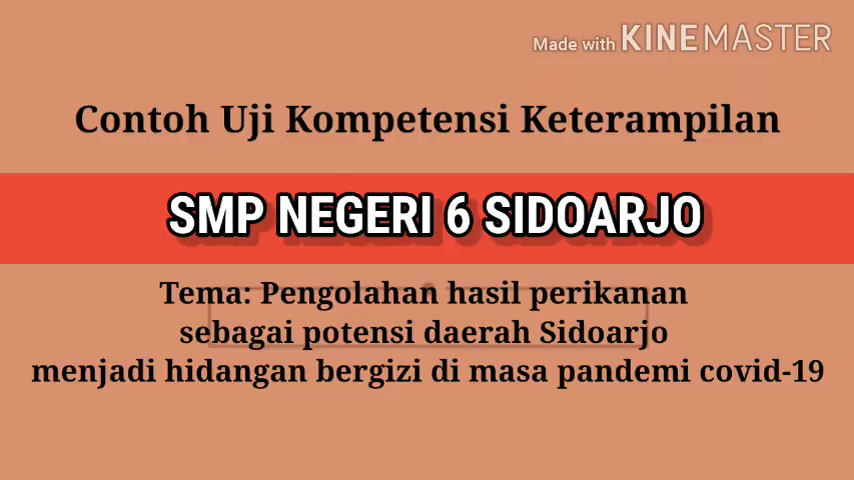 Made with KINEMASTER
Contoh Uji Kompetensi Keterampilan
SMP NEGERI 6 SIDOARJO
Tema: Pengolahan hasil perikanan
sebagai potensi daerah Sidoarjo
menjadi hidangan bergizi di masa pandemi covid-19